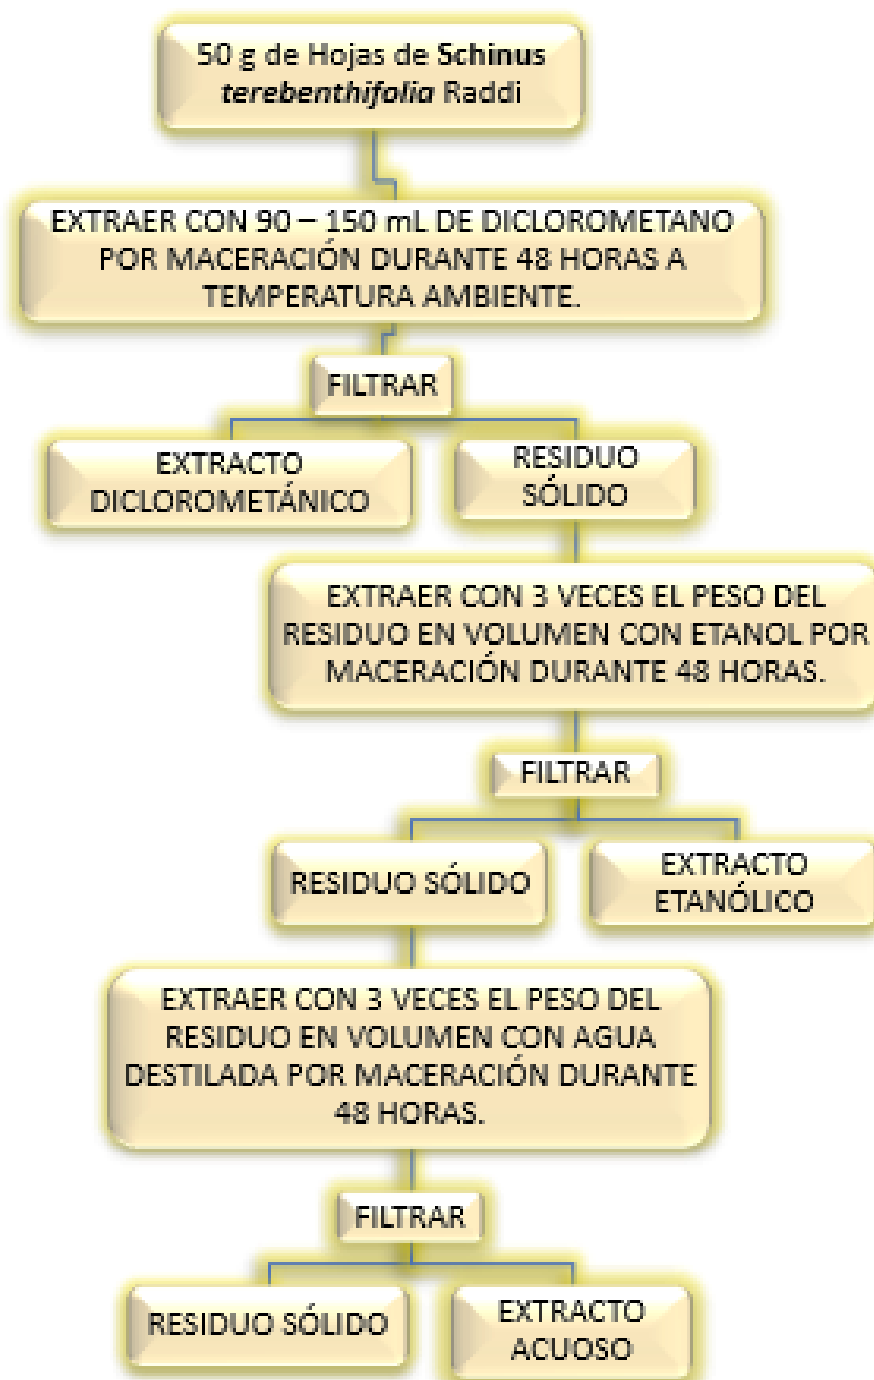 50 g de Hojas de Schinus
terebenthifolia Raddi
EXTRAER CON 90 – 150 mL DE DICLOROMETANO
POR MACERACIÓN DURANTE 48 HORAS A
TEMPERATURA AMBIENTE.
FILTRAR
EXTRACTO
DICLOROMETÁNICO
RESIDUO
SÓLIDO
EXTRAER CON 3 VECES EL PESO DEL
RESIDUO EN VOLUMEN CON ETANOL POR
MACERACIÓN DURANTE 48 HORAS.
FILTRAR
RESIDUO SÓLIDO
EXTRACTO
ETANÓLICO
EXTRAER CON 3 VECES EL PESO DEL
RESIDUO EN VOLUMEN CON AGUA
DESTILADA POR MACERACIÓN DURANTE
48 HORAS.
FILTRAR
RESIDUO SÓLIDO
EXTRACTO
ACUOSO